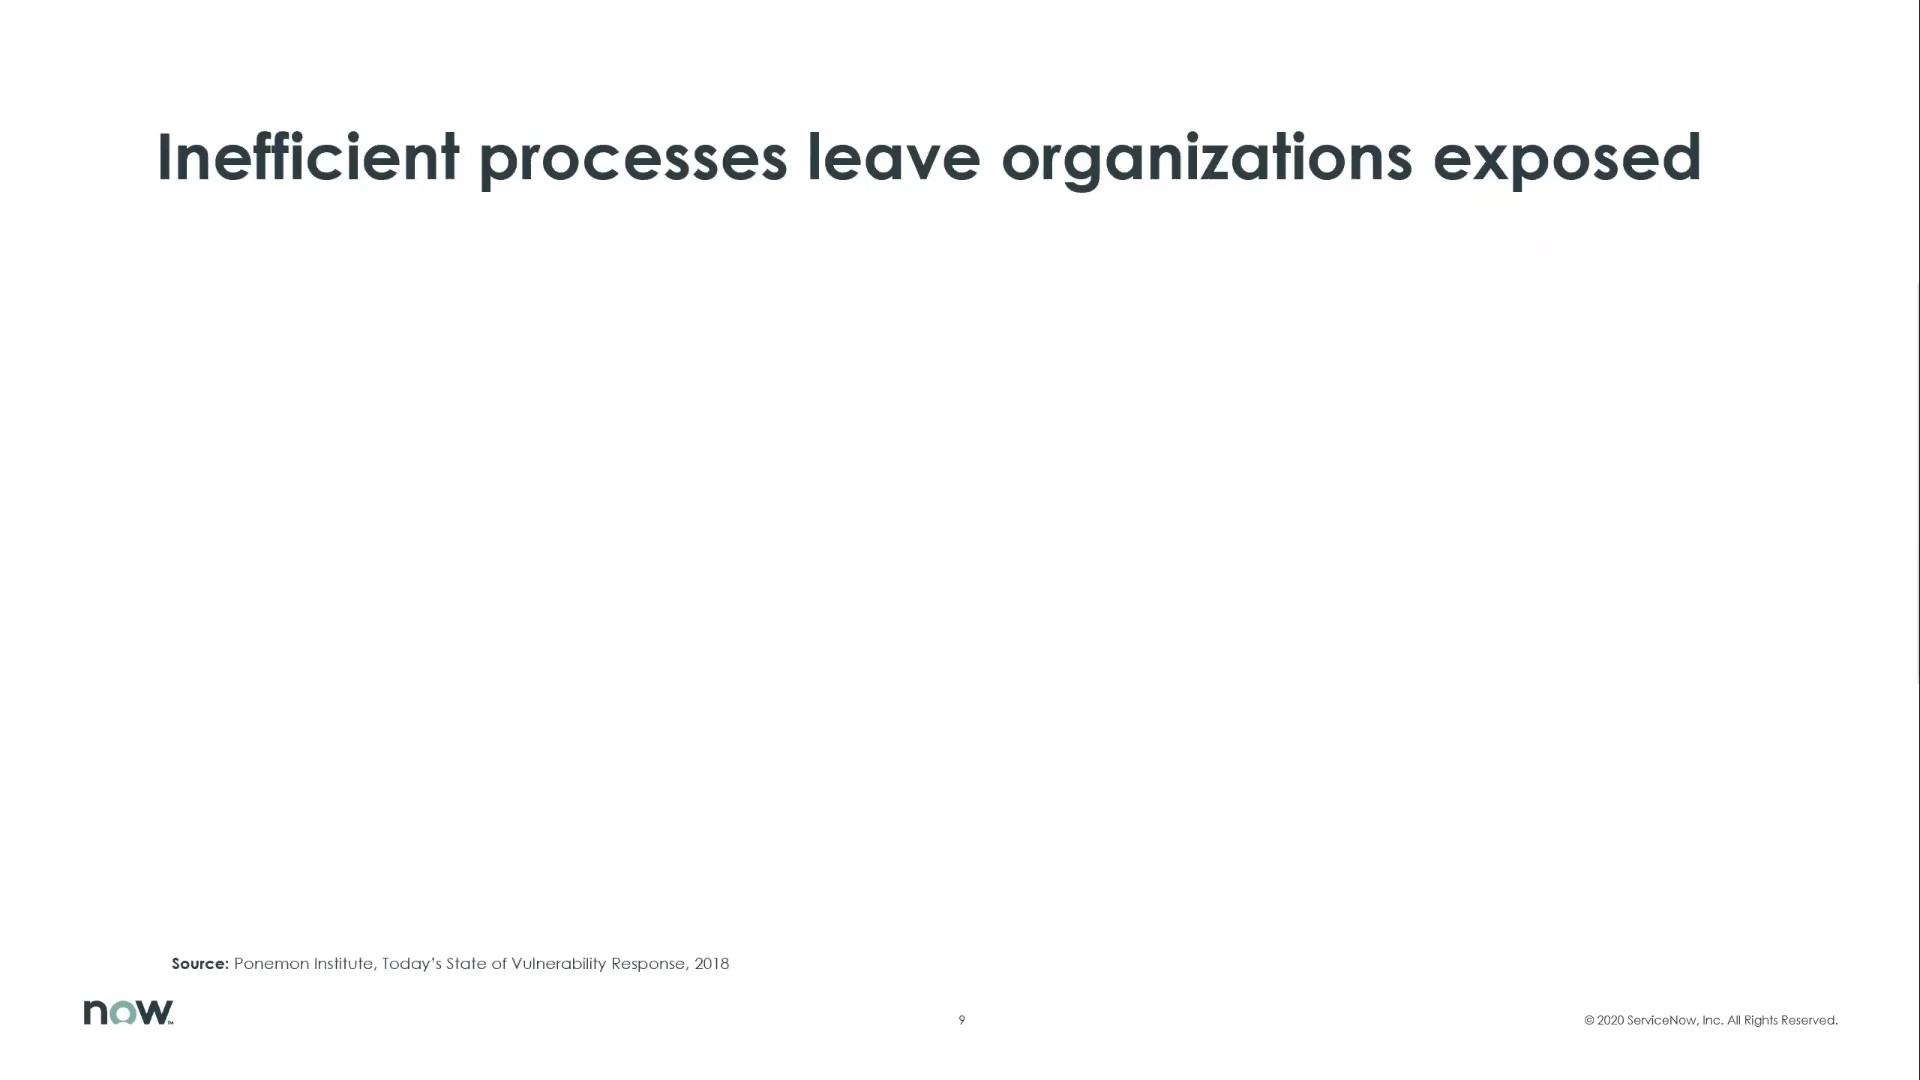 Inefficient processes leave organizations exposed
Source: Ponemon Institute, Today's State of Vulnerability Response, 2018
now™
9
© 2020 ServiceNow, Inc. All Rights Reserved.